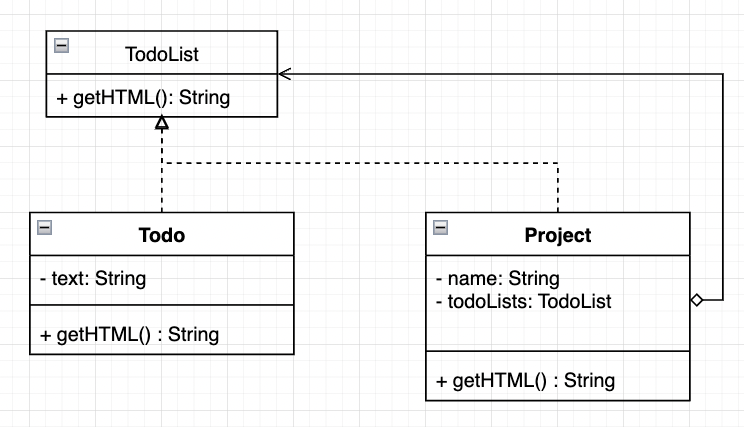 TodoList
+ getHTML(): String
Todo
- text: String
+ getHTML() : String
Project
- name: String
- todoLists: TodoList
+ getHTML() : String